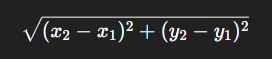 √(x₂ − x₁)² + (y₂ − y₁)²